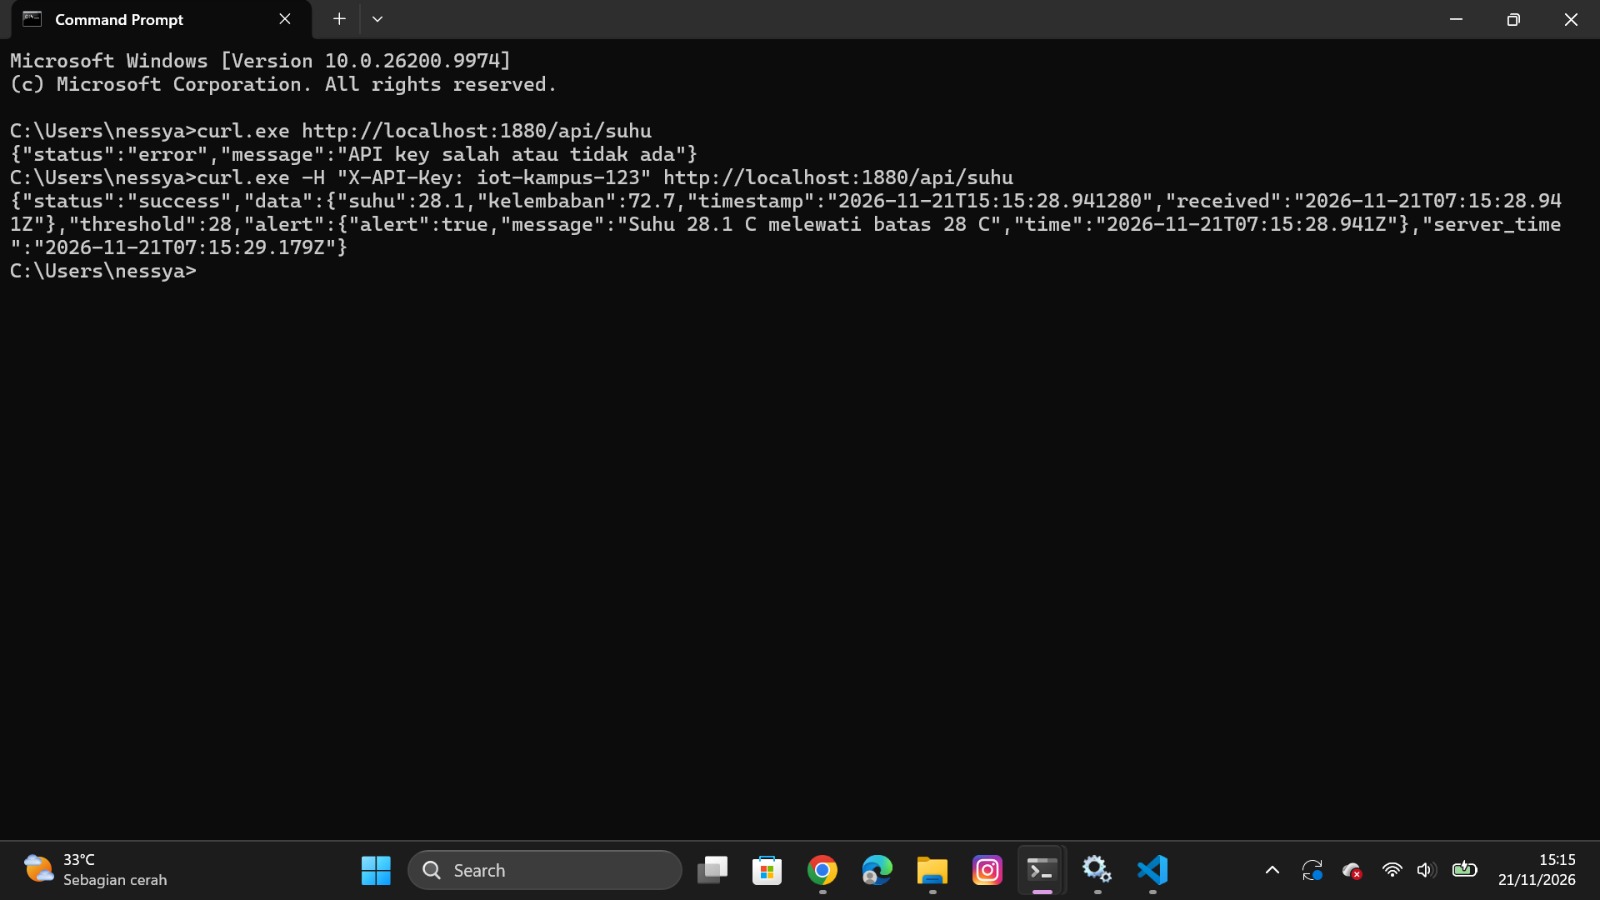 Command Prompt
Microsoft Windows [Version 10.0.26200.9974]
(c) Microsoft Corporation. All rights reserved.
C:\Users\nessya>curl.exe http://localhost:1880/api/suhu
{"status":"error","message":"API key salah atau tidak ada"}
C:\Users\nessya>curl.exe -H "X-API-Key: iot-kampus-123" http://localhost:1880/api/suhu
{"status":"success","data":{"suhu":28.1,"kelembaban":72.7,"timestamp":"2026-11-21T15:15:28.941280","received":"2026-11-21T07:15:28.94
1Z"},"threshold":28,"alert":{"alert":true,"message":"Suhu 28.1 C melewati batas 28 C","time":"2026-11-21T07:15:28.941Z"},"server_time
":"2026-11-21T07:15:29.179Z"}
C:\Users\nessya>
33°C
Sebagian cerah
Search
15:15
21/11/2026